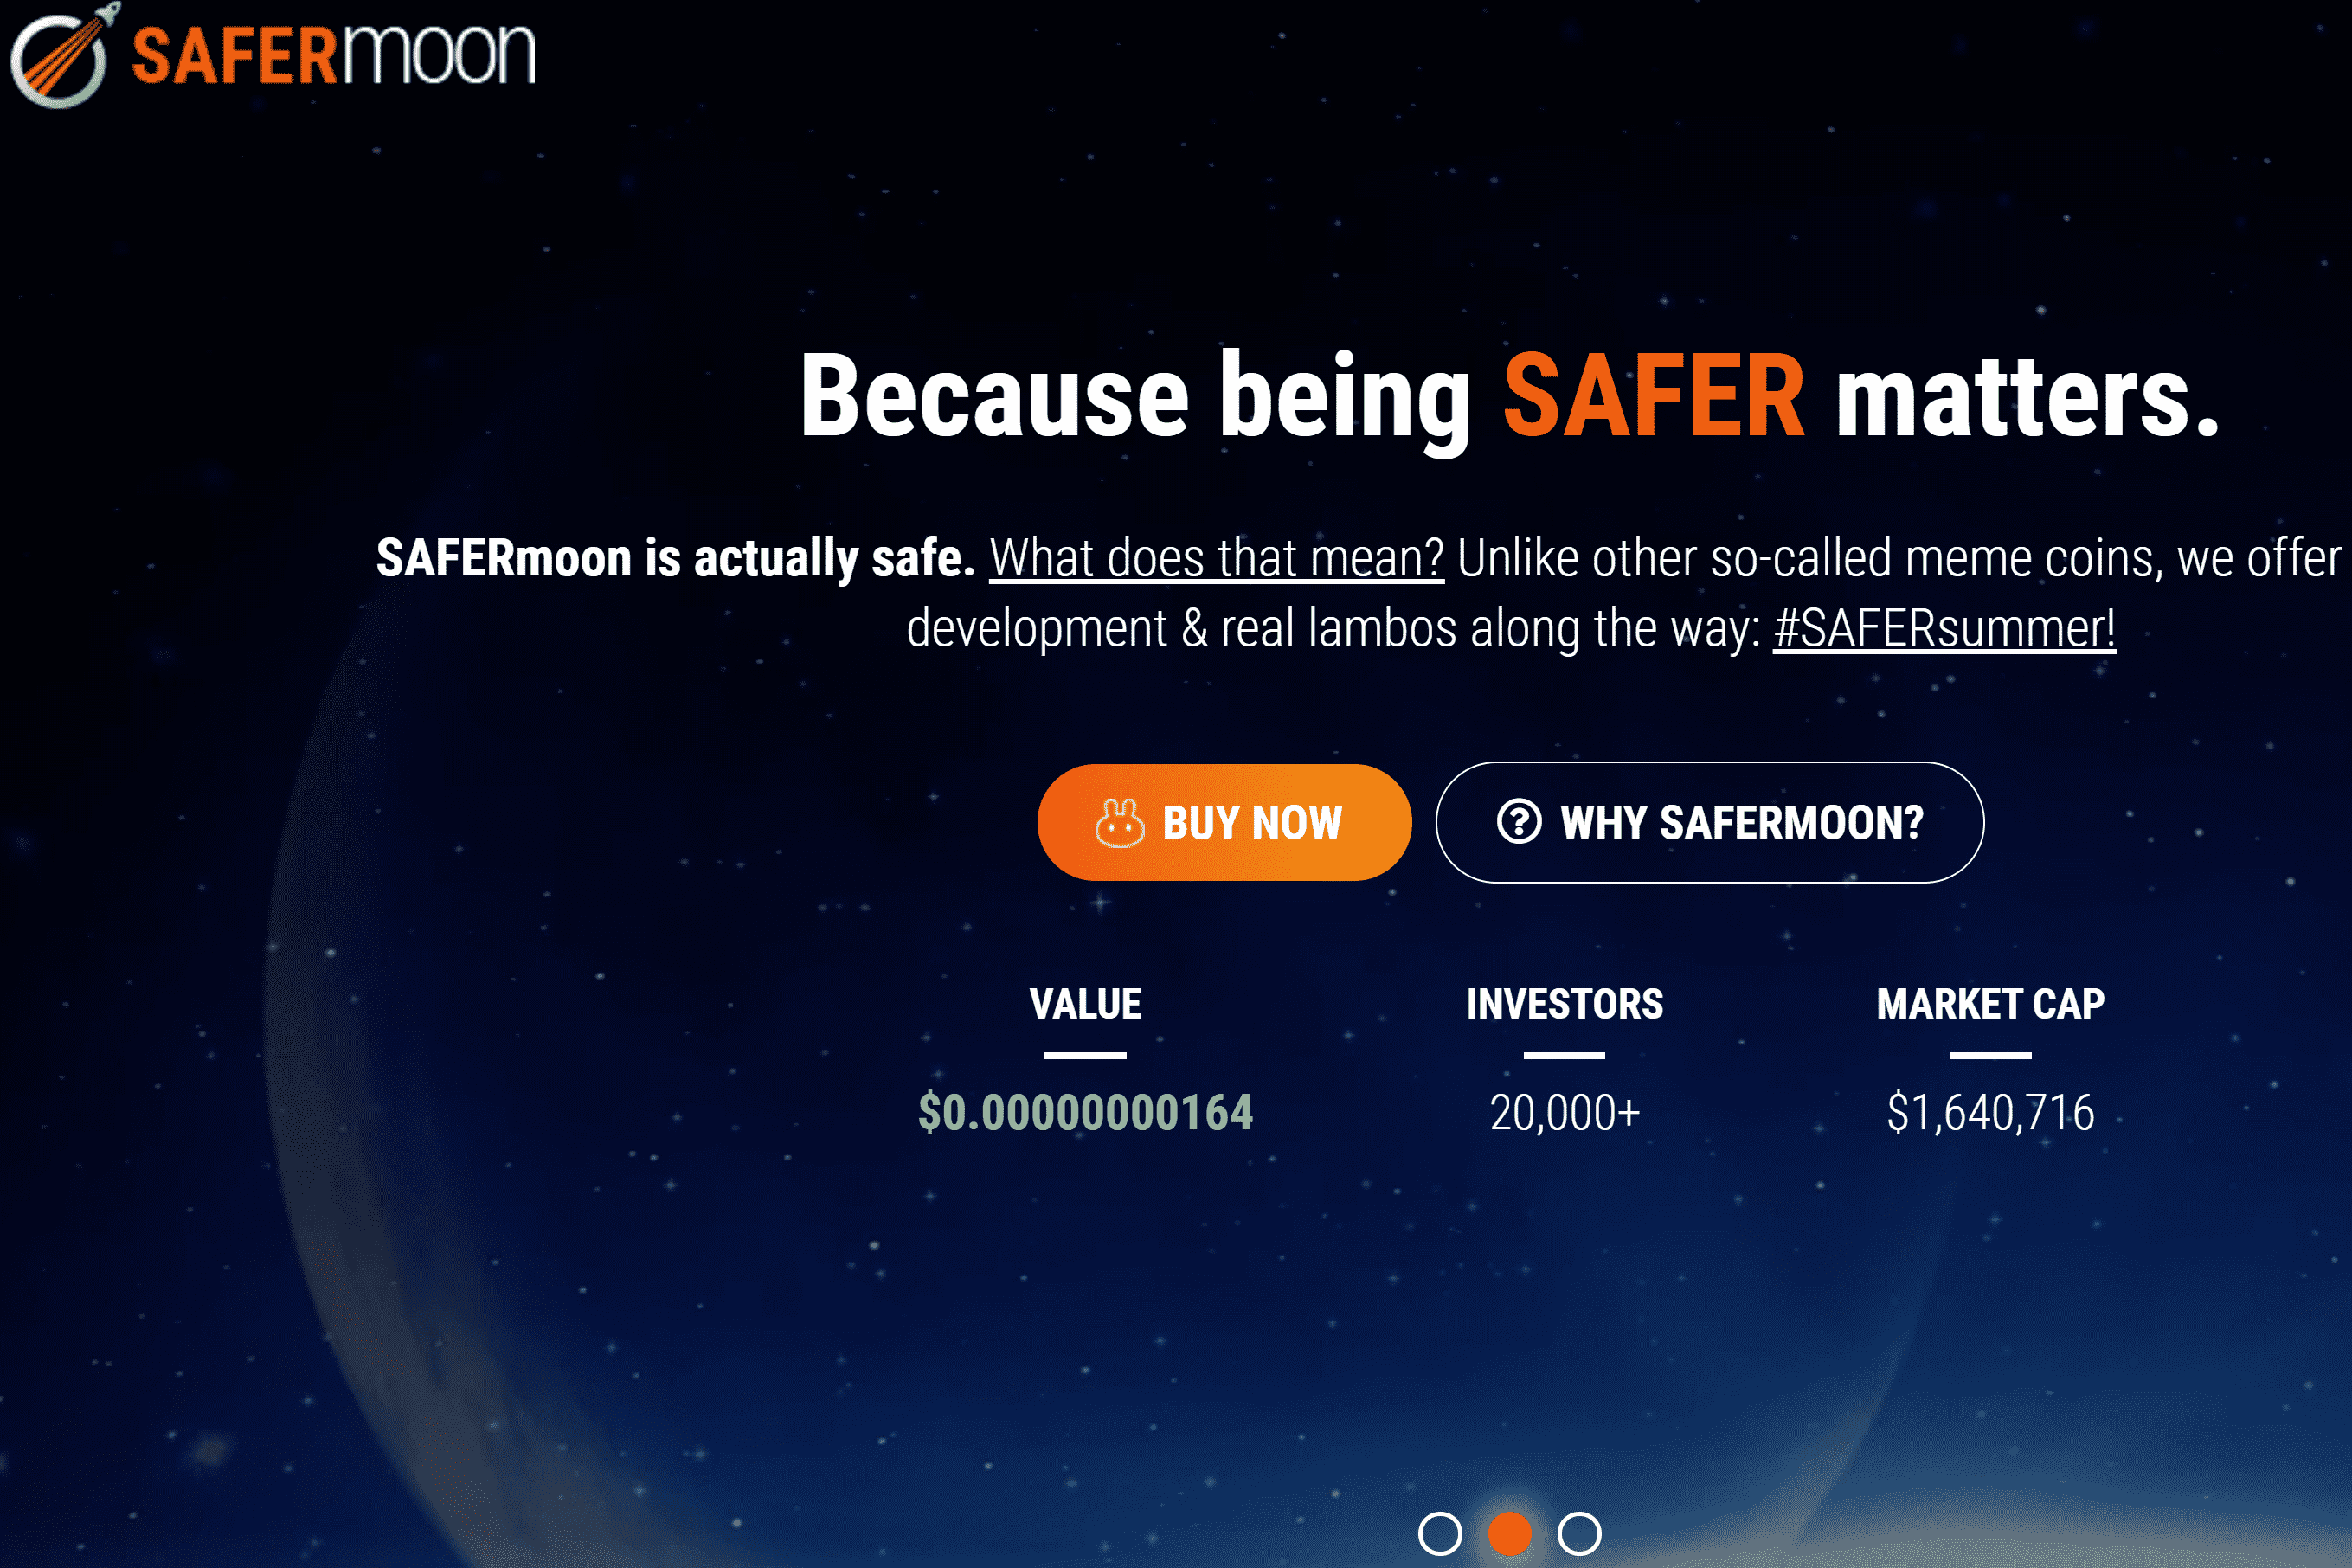 SAFERmoon
Because being SAFER matters.
SAFERmoon is actually safe. What does that mean? Unlike other so-called meme coins, we offer
development & real lambos along the way: #SAFERsummer!
BUY NOW
WHY SAFERMOON?
VALUE
INVESTORS
MARKET CAP
$0.00000000164
20,000+
$1,640,716